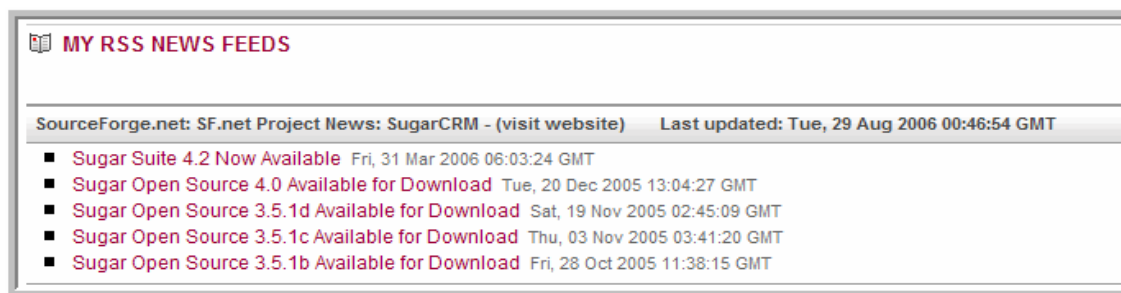 MY RSS NEWS FEEDS
SourceForge.net: SF.net Project News: SugarCRM - (visit website) Last updated: Tue, 29 Aug 2006 00:46:54 GMT
Sugar Suite 4.2 Now Available Fri, 31 Mar 2006 06:03:24 GMT
Sugar Open Source 4.0 Available for Download Tue, 20 Dec 2005 13:04:27 GMT
Sugar Open Source 3.5.1d Available for Download Sat, 19 Nov 2005 02:45:09 GMT
Sugar Open Source 3.5.1c Available for Download Thu, 03 Nov 2005 03:41:20 GMT
Sugar Open Source 3.5.1b Available for Download Fri, 28 Oct 2005 11:38:15 GMT